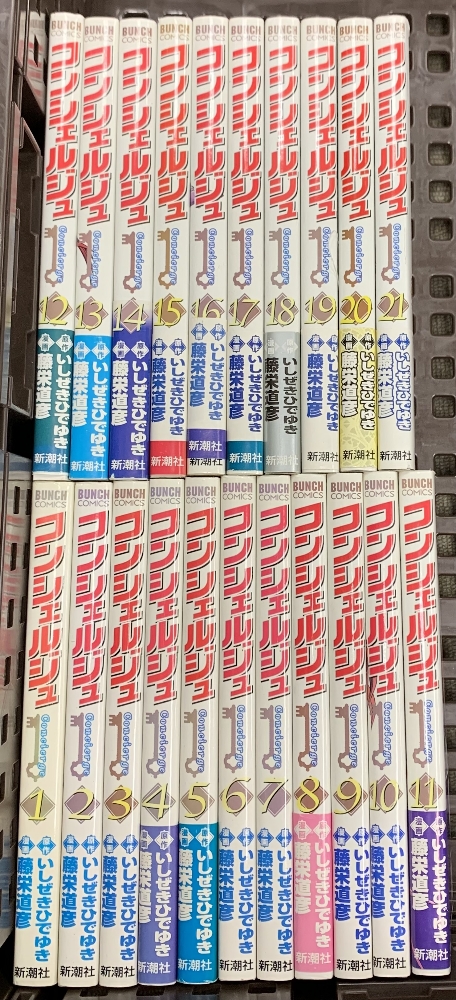 BUNCH COMICS
コンシェルジュ
Concierge
12
原作 いしぜきひでゆき
漫画 藤栄道彦
新潮社
BUNCH COMICS
コンシェルジュ
Concierge
13
原作 いしぜきひでゆき
漫画 藤栄道彦
新潮社
BUNCH COMICS
コンシェルジュ
Concierge
14
原作 いしぜきひでゆき
漫画 藤栄道彦
新潮社
BUNCH COMICS
コンシェルジュ
Concierge
15
原作 いしぜきひでゆき
漫画 藤栄道彦
新潮社
BUNCH COMICS
コンシェルジュ
Concierge
16
原作 いしぜきひでゆき
漫画 藤栄道彦
新潮社
BUNCH COMICS
コンシェルジュ
Concierge
17
原作 いしぜきひでゆき
漫画 藤栄道彦
新潮社
BUNCH COMICS
コンシェルジュ
Concierge
18
原作 いしぜきひでゆき
漫画 藤栄道彦
新潮社
BUNCH COMICS
コンシェルジュ
Concierge
19
原作 いしぜきひでゆき
漫画 藤栄道彦
新潮社
BUNCH COMICS
コンシェルジュ
Concierge
20
原作 いしぜきひでゆき
漫画 藤栄道彦
新潮社
BUNCH COMICS
コンシェルジュ
Concierge
21
原作 いしぜきひでゆき
漫画 藤栄道彦
新潮社
BUNCH COMICS
コンシェルジュ
Concierge
1
原作 いしぜきひでゆき
漫画 藤栄道彦
新潮社
BUNCH COMICS
コンシェルジュ
Concierge
2
原作 いしぜきひでゆき
漫画 藤栄道彦
新潮社
BUNCH COMICS
コンシェルジュ
Concierge
3
原作 いしぜきひでゆき
漫画 藤栄道彦
新潮社
BUNCH COMICS
コンシェルジュ
Concierge
4
原作 いしぜきひでゆき
漫画 藤栄道彦
新潮社
BUNCH COMICS
コンシェルジュ
Concierge
5
原作 いしぜきひでゆき
漫画 藤栄道彦
新潮社
BUNCH COMICS
コンシェルジュ
Concierge
6
原作 いしぜきひでゆき
漫画 藤栄道彦
新潮社
BUNCH COMICS
コンシェルジュ
Concierge
7
原作 いしぜきひでゆき
漫画 藤栄道彦
新潮社
BUNCH COMICS
コンシェルジュ
Concierge
8
原作 いしぜきひでゆき
漫画 藤栄道彦
新潮社
BUNCH COMICS
コンシェルジュ
Concierge
9
原作 いしぜきひでゆき
漫画 藤栄道彦
新潮社
BUNCH COMICS
コンシェルジュ
Concierge
10
原作 いしぜきひでゆき
漫画 藤栄道彦
新潮社
BUNCH COMICS
コンシェルジュ
Concierge
11
原作 いしぜきひでゆき
漫画 藤栄道彦
新潮社